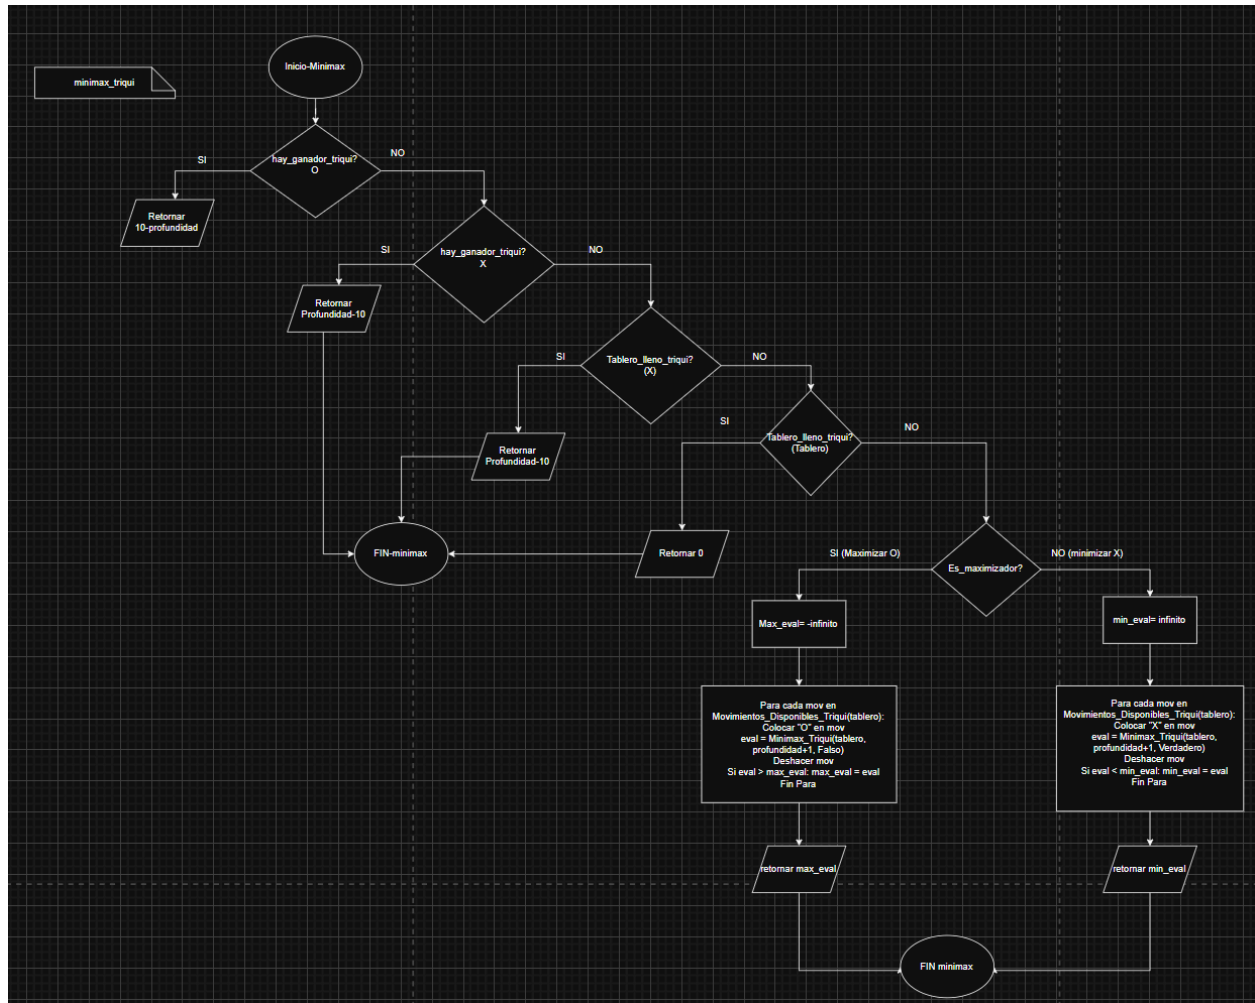 Inicio-Minimax
minimax_triqui
hay_ganador_triqui?
O
SI
NO
Retornar
10-profundidad
hay_ganador_triqui?
X
SI
NO
Retornar
Profundidad-10
Tablero_lleno_triqui?
(X)
SI
NO
Retornar
Profundidad-10
Tablero_lleno_triqui?
(Tablero)
SI
NO
FIN-minimax
Retornar 0
Es_maximizador?
SI (Maximizar O)
NO (minimizar X)
Max_eval= -infinito
min_eval= infinito
Para cada mov en
Movimientos_Disponibles_Triqui(tablero):
Colocar "O" en mov
eval = Minimax_Triqui(tablero,
profundidad+1, Falso)
Deshacer mov
Si eval > max_eval: max_eval = eval
Fin Para
Para cada mov en
Movimientos_Disponibles_Triqui(tablero):
Colocar "X" en mov
eval = Minimax_Triqui(tablero,
profundidad+1, Verdadero)
Deshacer mov
Si eval < min_eval: min_eval = eval
Fin Para
retornar max_eval
retornar min_eval
FIN minimax